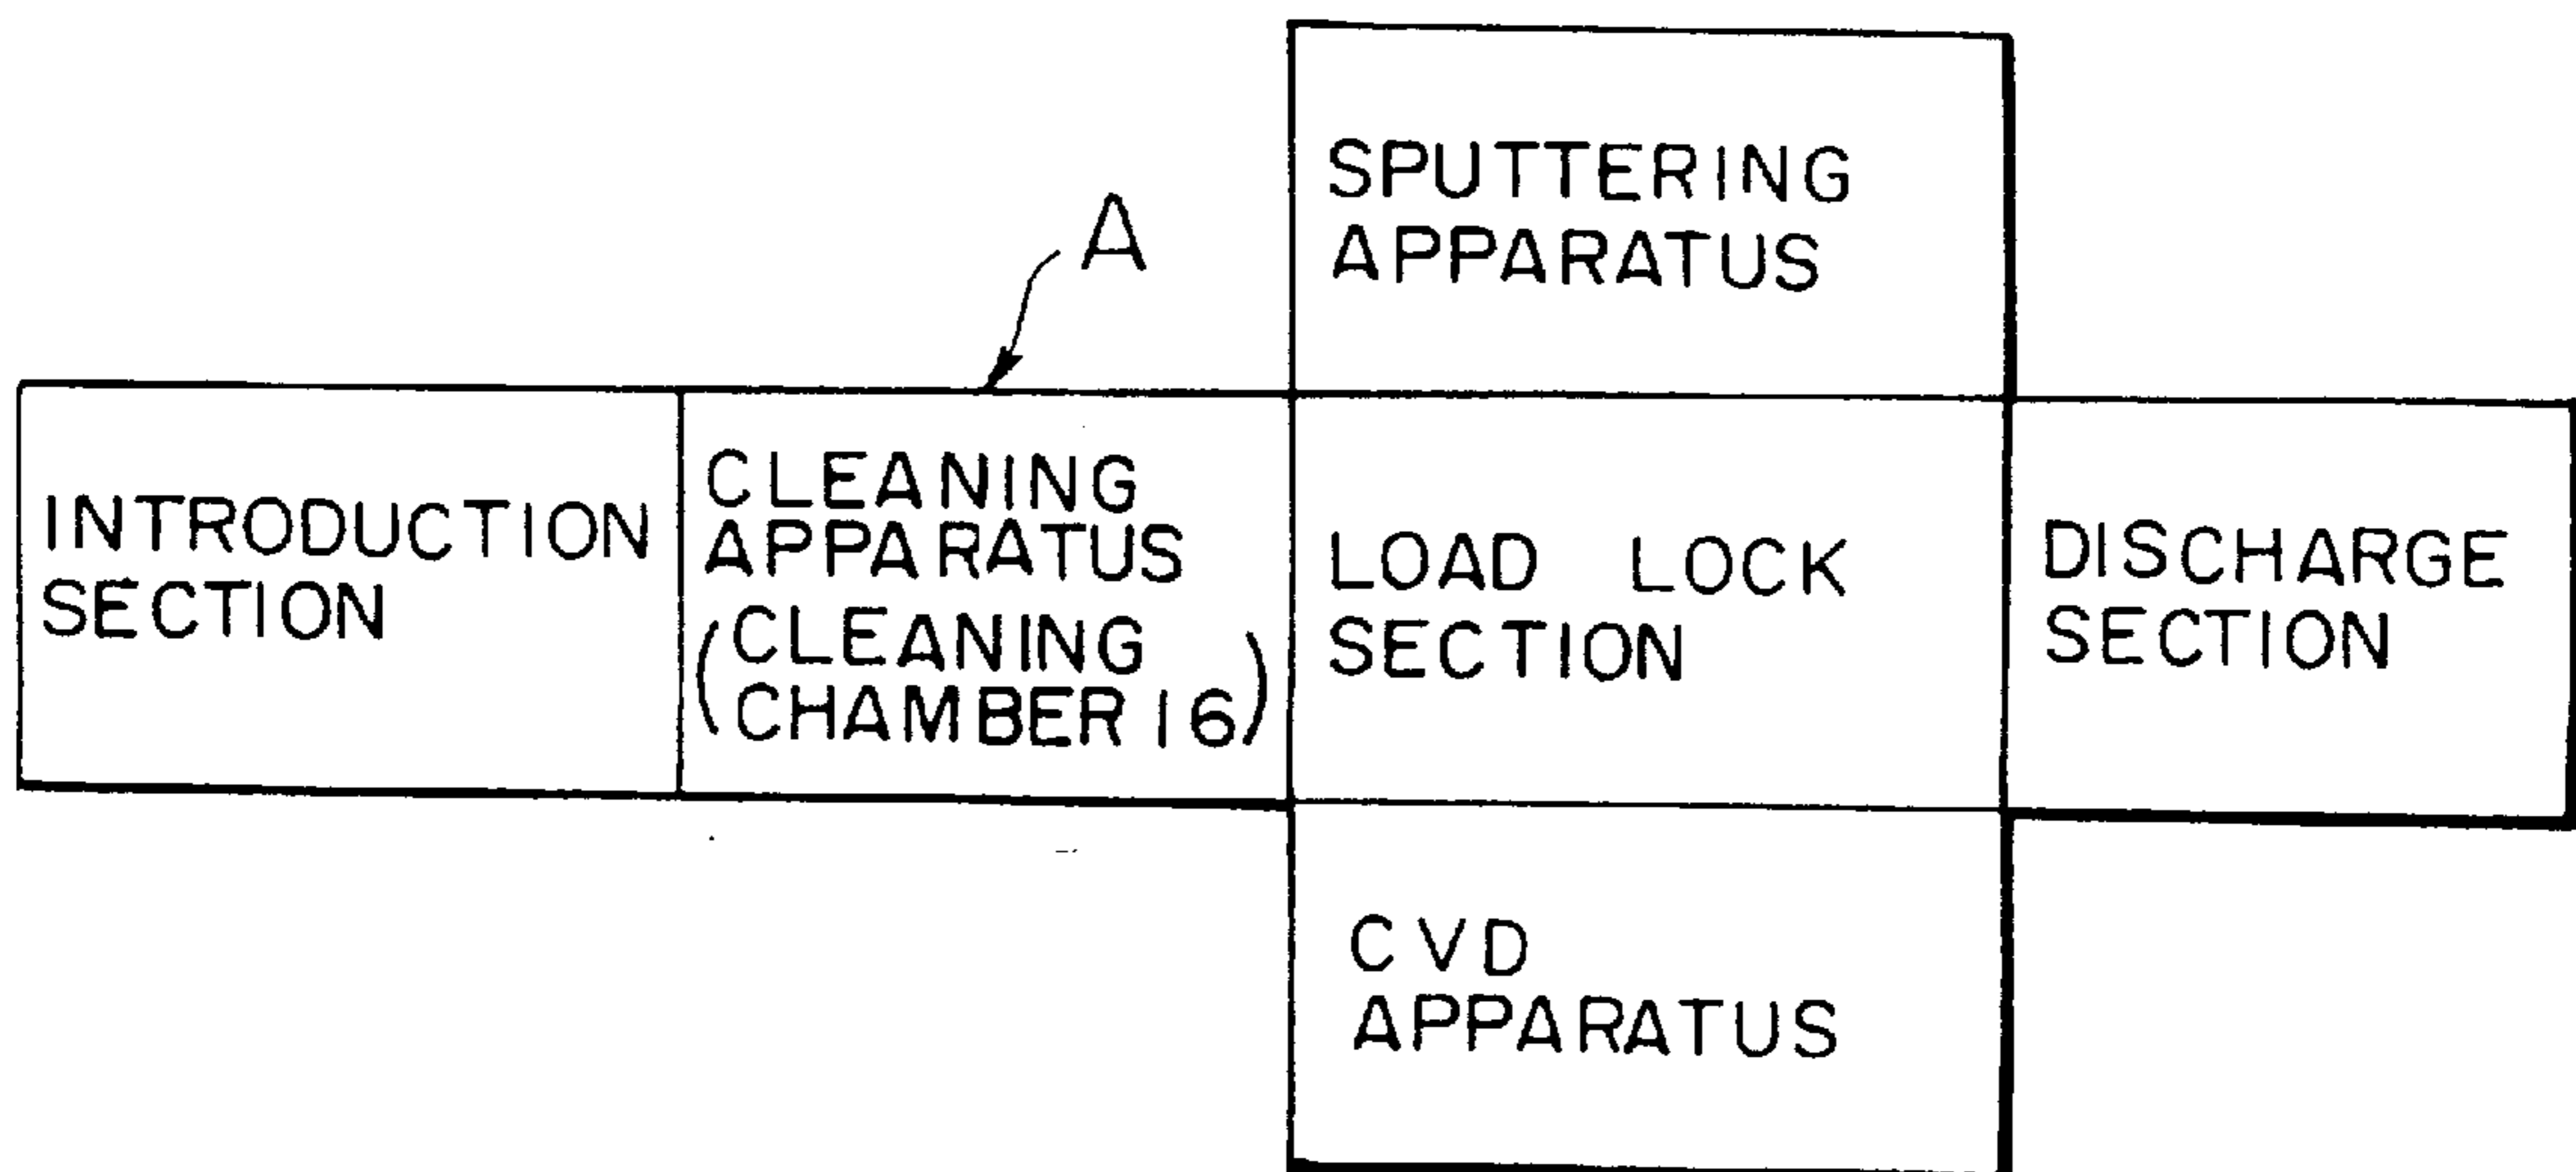 A
SPUTTERING
APPARATUS
INTRODUCTION
SECTION
CLEANING
APPARATUS
(CLEANING
CHAMBER 16)
LOAD LOCK
SECTION
DISCHARGE
SECTION
CVD
APPARATUS